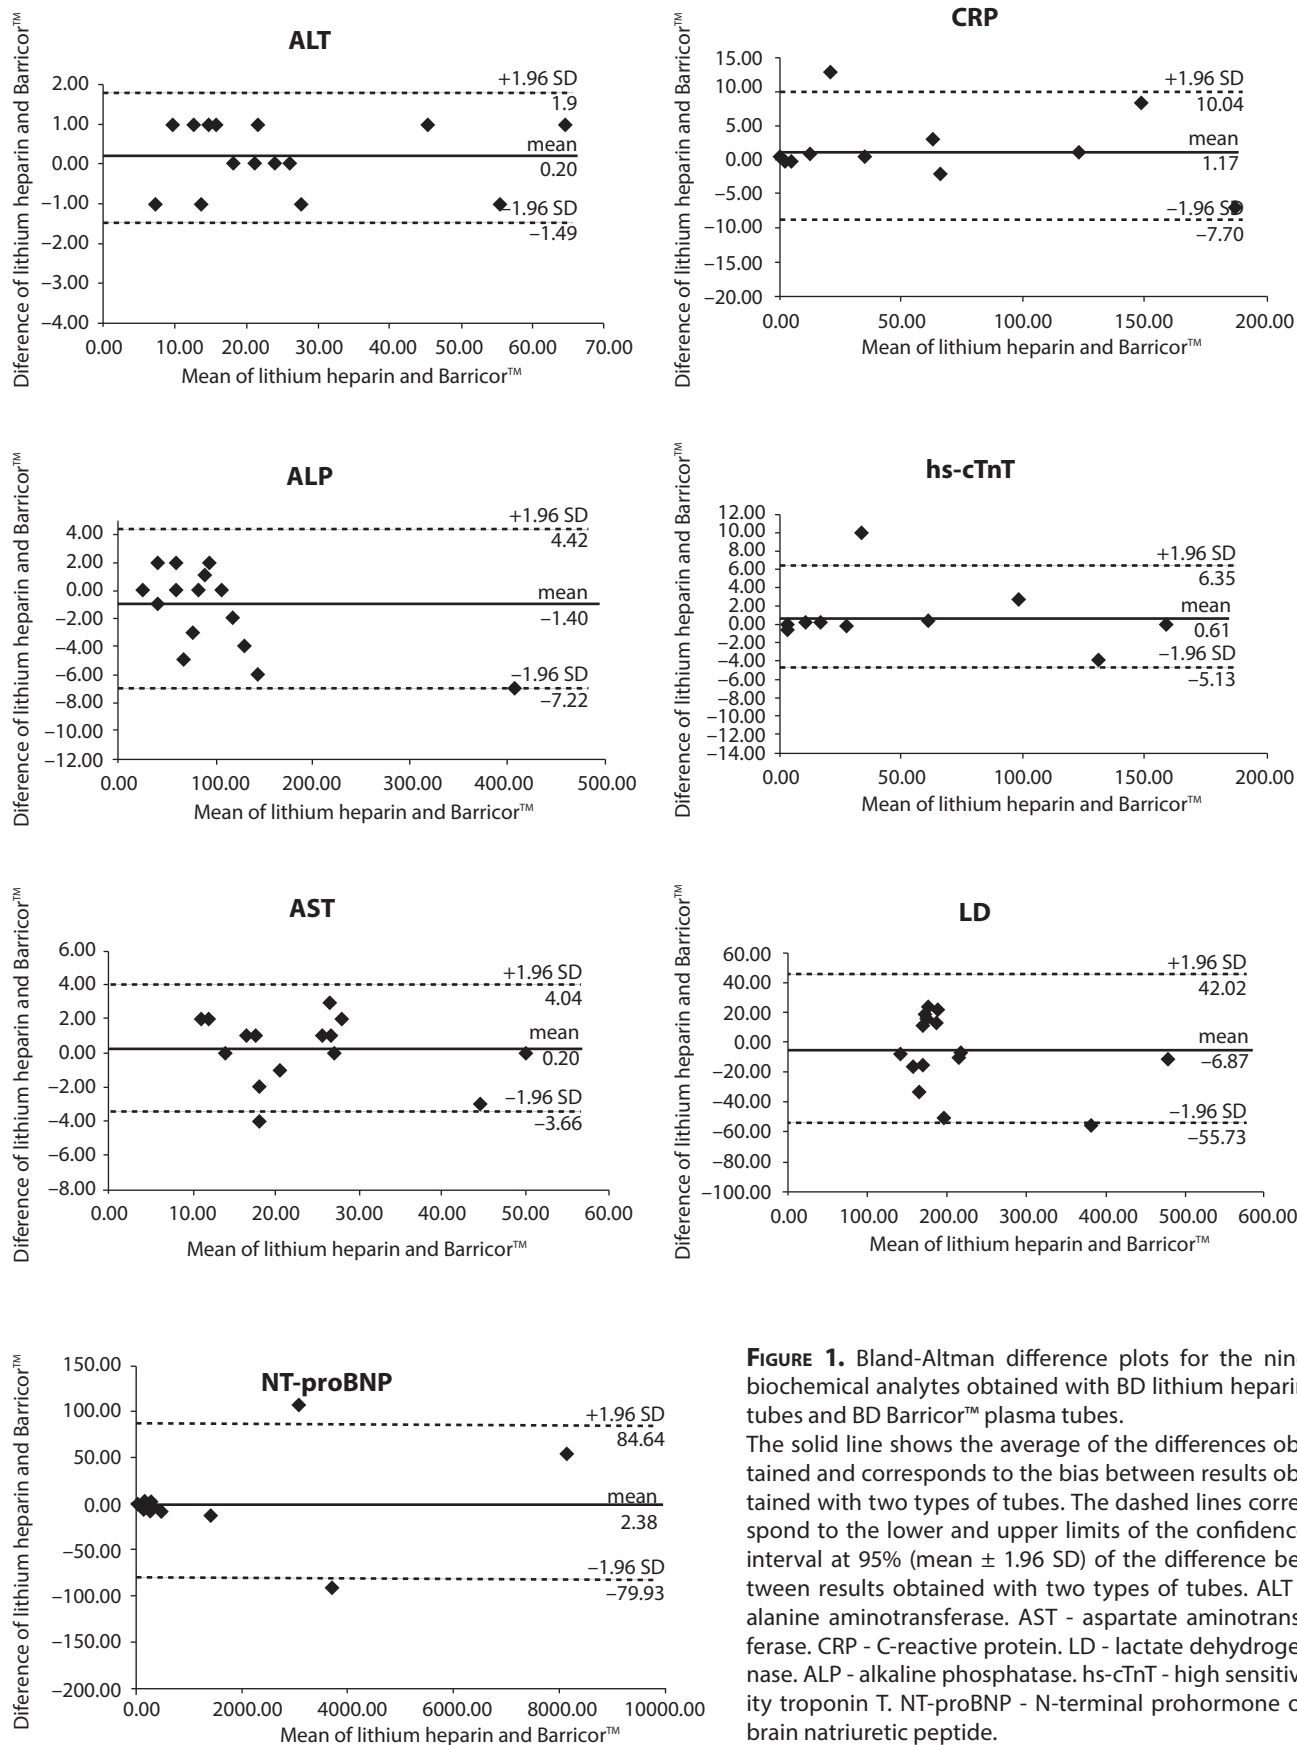 ALT
Diference of lithium heparin and Barricor™
2.00
1.00
0.00
−1.00
−2.00
−3.00
−4.00
+1.96 SD
1.9
mean
0.20
−1.96 SD
−1.49
0.00 10.00 20.00 30.00 40.00 50.00 60.00 70.00
Mean of lithium heparin and Barricor™
CRP
Diference of lithium heparin and Barricor™
15.00
10.00
5.00
0.00
−5.00
−10.00
−15.00
−20.00
+1.96 SD
10.04
mean
1.17
−1.96 SD
−7.70
0.00 50.00 100.00 150.00 200.00
Mean of lithium heparin and Barricor™
ALP
Diference of lithium heparin and Barricor™
4.00
2.00
0.00
−2.00
−4.00
−6.00
−8.00
−10.00
−12.00
+1.96 SD
4.42
mean
−1.40
−1.96 SD
−7.22
0.00 100.00 200.00 300.00 400.00 500.00
Mean of lithium heparin and Barricor™
hs-cTnT
Diference of lithium heparin and Barricor™
12.00
10.00
8.00
6.00
4.00
2.00
0.00
−2.00
−4.00
−6.00
−8.00
−10.00
−12.00
−14.00
+1.96 SD
6.35
mean
0.61
−1.96 SD
−5.13
0.00 50.00 100.00 150.00 200.00
Mean of lithium heparin and Barricor™
AST
Diference of lithium heparin and Barricor™
6.00
4.00
2.00
0.00
−2.00
−4.00
−6.00
−8.00
+1.96 SD
4.04
mean
0.20
−1.96 SD
−3.66
0.00 10.00 20.00 30.00 40.00 50.00 60.00
Mean of lithium heparin and Barricor™
LD
Diference of lithium heparin and Barricor™
60.00
40.00
20.00
0.00
−20.00
−40.00
−60.00
−80.00
−100.00
+1.96 SD
42.02
mean
−6.87
−1.96 SD
−55.73
0.00 100.00 200.00 300.00 400.00 500.00 600.00
Mean of lithium heparin and Barricor™
NT-proBNP
Diference of lithium heparin and Barricor™
150.00
100.00
50.00
0.00
−50.00
−100.00
−150.00
−200.00
+1.96 SD
84.64
mean
2.38
−1.96 SD
−79.93
0.00 2000.00 4000.00 6000.00 8000.00 10000.00
Mean of lithium heparin and Barricor™
FIGURE 1. Bland-Altman difference plots for the nin
biochemical analytes obtained with BD lithium heparin
tubes and BD Barricor™ plasma tubes.
The solid line shows the average of the differences ob
tained and corresponds to the bias between results ob
tained with two types of tubes. The dashed lines corre
spond to the lower and upper limits of the confidence
interval at 95% (mean ± 1.96 SD) of the difference be
tween results obtained with two types of tubes. ALT
alanine aminotransferase. AST - aspartate aminotrans
ferase. CRP - C-reactive protein. LD - lactate dehydroge
nase. ALP - alkaline phosphatase. hs-cTnT - high sensitiv
ity troponin T. NT-proBNP - N-terminal prohormone o
brain natriuretic peptide.